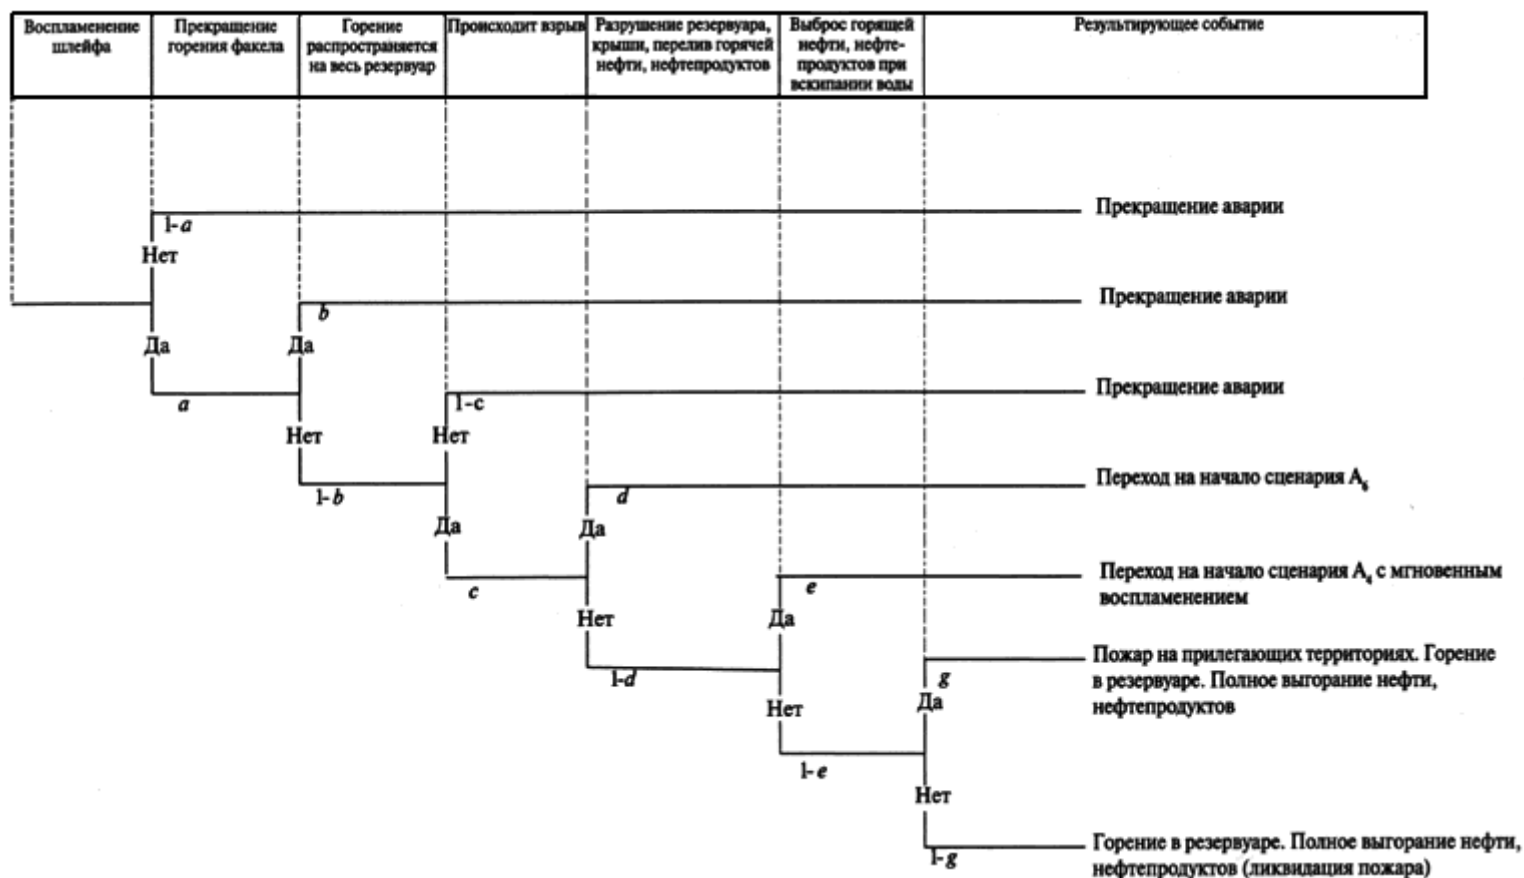 Воспламенение
шлейфа
Прекращение
горения факела
Горение
распространяется
на весь резервуар
Происходит взрыв
Разрушение резервуара,
крыши, перелив горячей
нефти, нефтепродуктов
Выброс горящей
нефти, нефте-
продуктов при
вскипании воды
Результирующее событие
Прекращение аварии
1-a
Нет
Прекращение аварии
b
Да
Да
Прекращение аварии
a
1-c
Нет
Нет
Переход на начало сценария А₆
1-b
d
Да
Да
Переход на начало сценария А₄ с мгновенным
воспламенением
c
e
Нет
Да
Пожар на прилегающих территориях. Горение
в резервуаре. Полное выгорание нефти,
нефтепродуктов
1-d
g
Нет
Да
1-e
Нет
Горение в резервуаре. Полное выгорание нефти,
нефтепродуктов (ликвидация пожара)
1-g